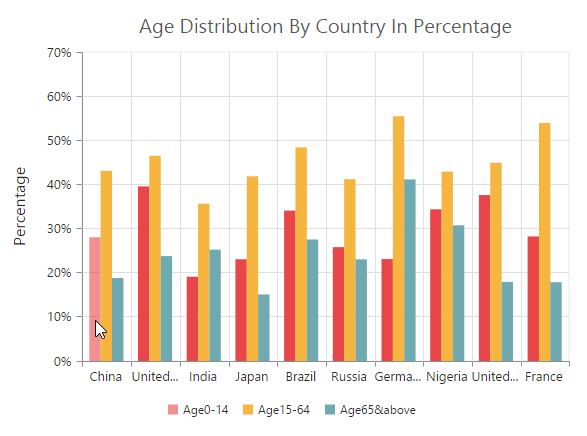 Age Distribution By Country In Percentage
Percentage
70%
60%
50%
40%
30%
20%
10%
0%
China United... India Japan Brazil Russia Germa... Nigeria United... France
Age0-14 Age15-64 Age65&above